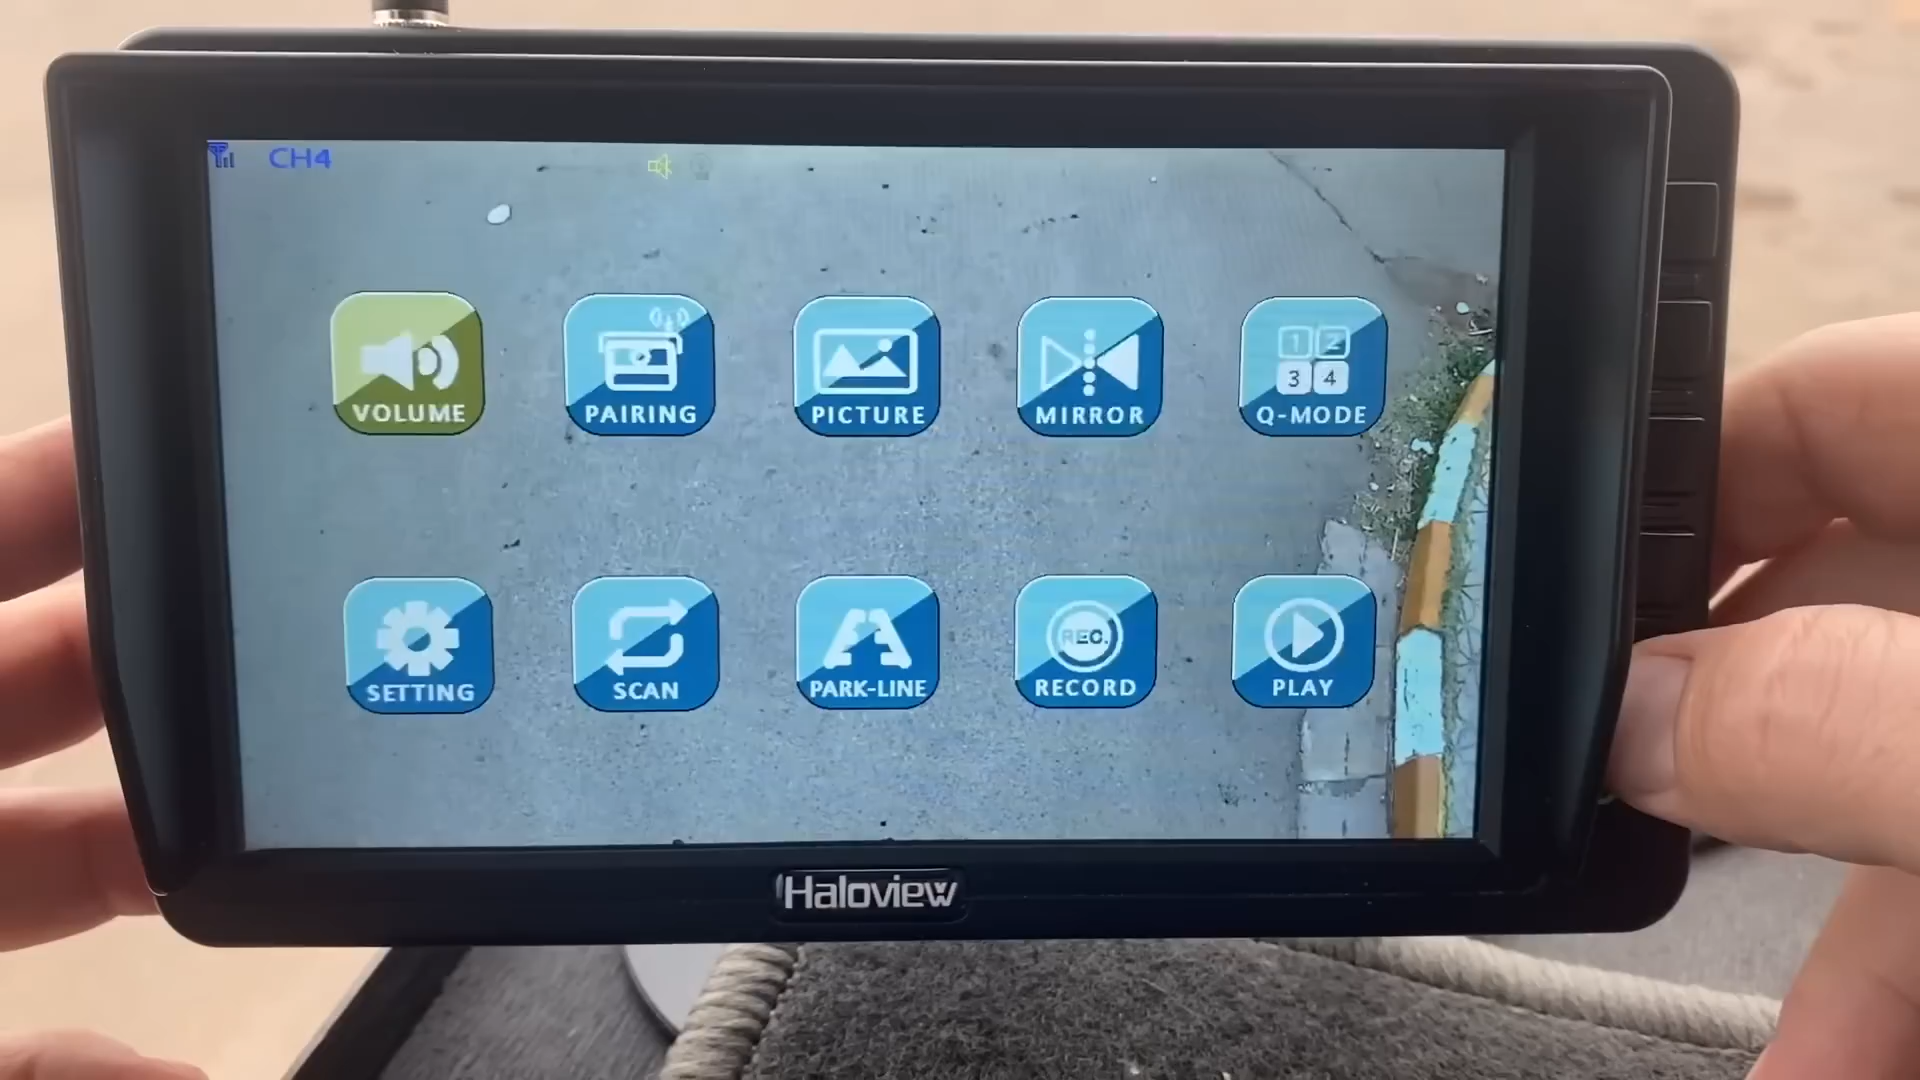 CH4
VOLUME
PAIRING
PICTURE
MIRROR
1 2
3 4
Q-MODE
SETTING
SCAN
PARK-LINE
REC.
RECORD
PLAY
Haloview